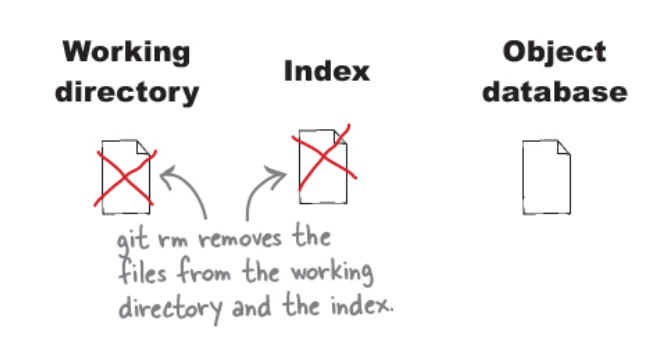 Working
directory
Index
Object
database
git rm removes the
files from the working
directory and the index.